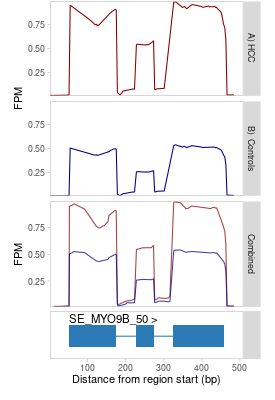 0.75
0.50
0.25
FPM
A) HCC
0.75
0.50
0.25
B). Controls
0.75
0.50
0.25
FPM
Combined
SE_MYO9B_50 >
100 200 300 400 500
Distance from region start (bp)